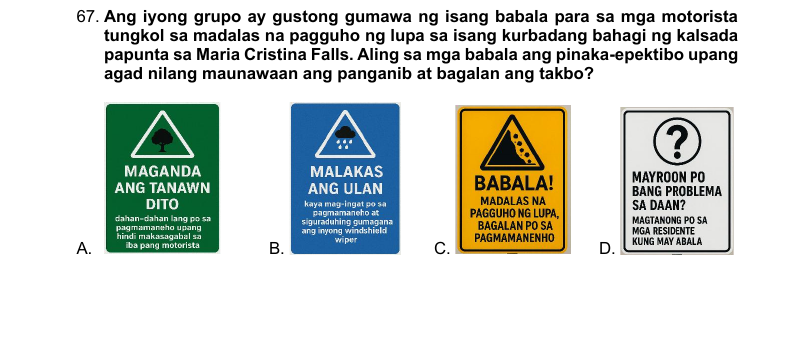 67. Ang iyong grupo ay gustong gumawa ng isang babala para sa mga motorista
tungkol sa madalas na pagguho ng lupa sa isang kurbadang bahagi ng kalsada
papunta sa Maria Cristina Falls. Aling sa mga babala ang pinaka-epektibo upang
agad nilang maunawaan ang panganib at bagalan ang takbo?
A.
MAGANDA
ANG TANAWN
DITO
dahan-dahan lang po sa
pagmamaneho upang
hindi makasagabal sa
iba pang motorista
B.
MALAKAS
ANG ULAN
kaya mag-ingat po sa
pagmamaneho at
siguraduhing gumagana
ang inyong windshield
wiper
C.
BABALA!
MADALAS NA
PAGGUHO NG LUPA,
BAGALAN PO SA
PAGMAMANENHO
D.
?
MAYROON PO
BANG PROBLEMA
SA DAAN?
MAGTANONG PO SA
MGA RESIDENTE
KUNG MAY ABALA